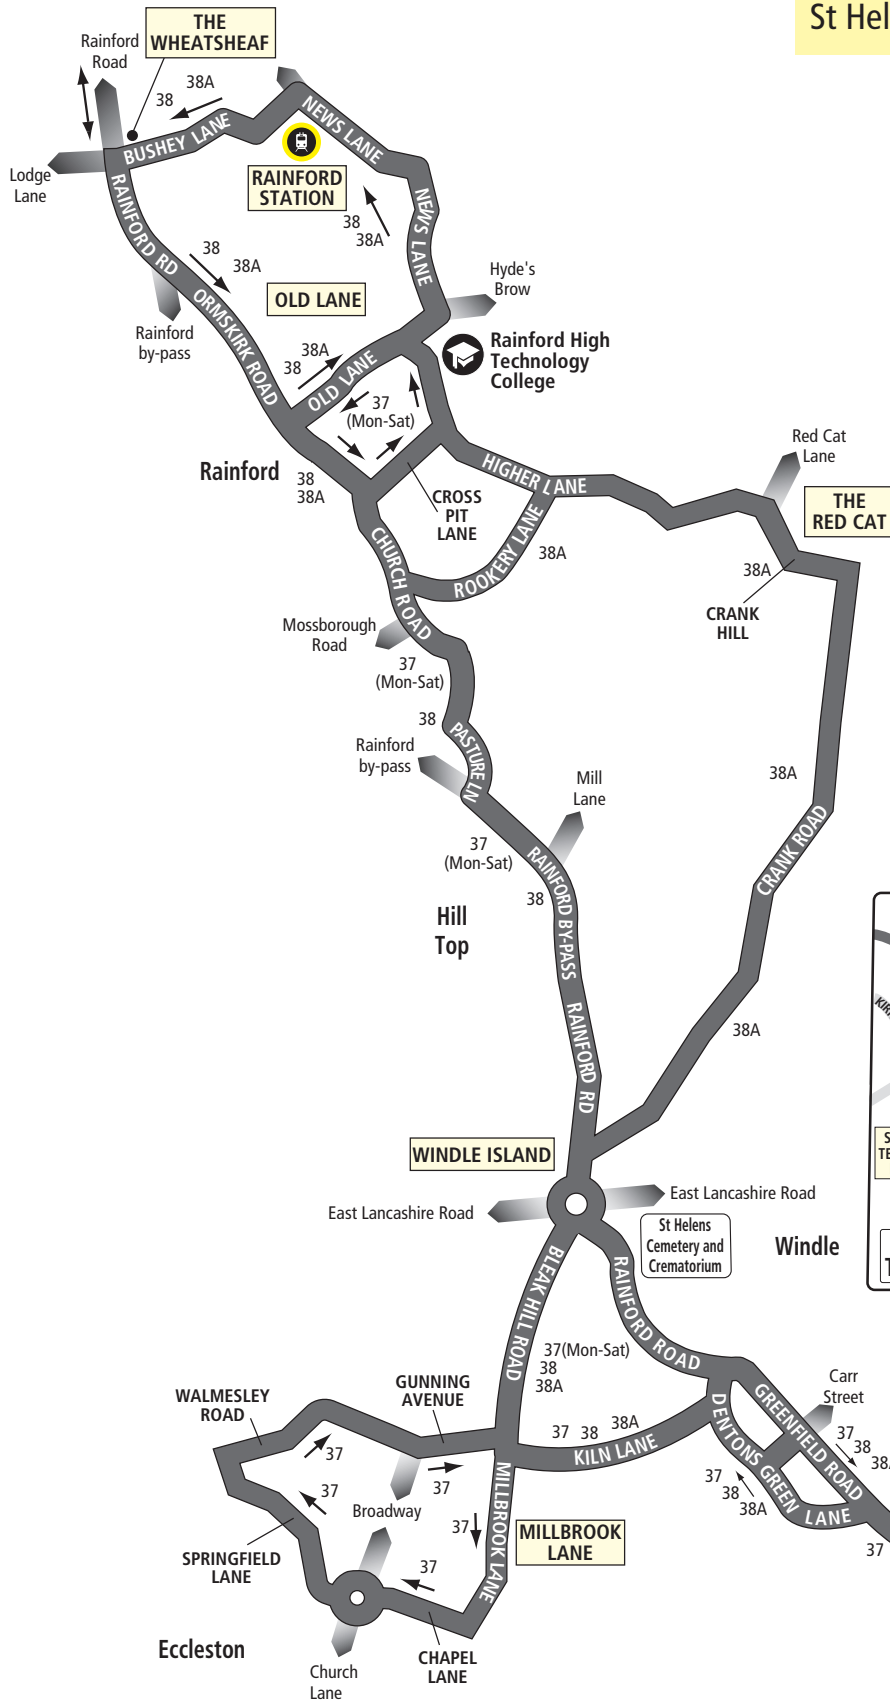 St Hel
THE
WHEATSHEAF
Rainford
Road
38A
38
BUSHEY LANE
NEWS LANE
Lodge
Lane
RAINFORD
STATION
RAINFORD RD
NEWS LANE
38
38A
38
38A
Hyde's
Brow
OLD LANE
Rainford
by-pass
ORMSKIRK ROAD
Rainford High
Technology
College
38A
38
OLD LANE
37
(Mon-Sat)
Red Cat
Lane
Rainford
38
38A
HIGHER LANE
CROSS
PIT
LANE
THE
RED CAT
CHURCH ROAD
ROOKERY LANE
38A
38A
CRANK
HILL
Mossborough
Road
37
(Mon-Sat)
38
PASTURE LN
Rainford
by-pass
Mill
Lane
38A
37
(Mon-Sat)
RAINFORD BY-PASS
38
CRANK ROAD
Hill
Top
RAINFORD RD
38A
WINDLE ISLAND
East Lancashire Road
East Lancashire Road
St Helens
Cemetery and
Crematorium
Windle
BLEAK HILL ROAD
RAINFORD ROAD
37(Mon-Sat)
38
38A
WALMESLEY
ROAD
GUNNING
AVENUE
Carr
Street
37 38 38A
KILN LANE
DENTONS GREEN LANE
GREENFIELD ROAD
37
38
38A
37
37
37
37
38
38A
Broadway
MILLBROOK LANE
37
MILLBROOK
LANE
37
SPRINGFIELD
LANE
37
Eccleston
CHAPEL
LANE
Church
Lane